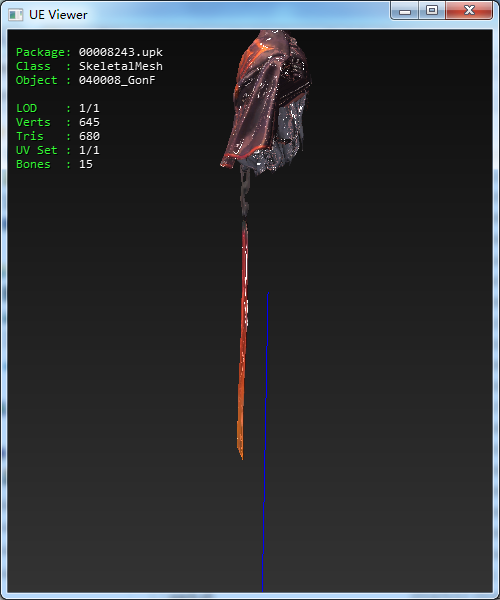 UE Viewer
Package: 00008243.upk
Class : SkeletalMesh
Object : 040008_GonF
LOD : 1/1
Verts : 645
Tris : 680
UV Set : 1/1
Bones : 15